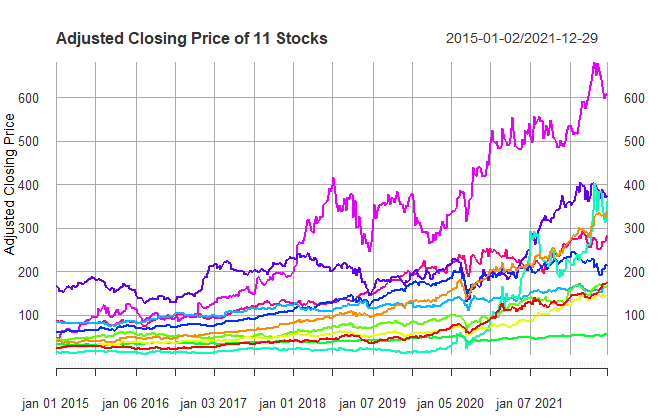 Adjusted Closing Price of 11 Stocks
2015-01-02/2021-12-29
Adjusted Closing Price
600
500
400
300
200
100
600
500
400
300
200
100
jan 01 2015
jan 06 2016
jan 03 2017
jan 01 2018
jan 07 2019
jan 05 2020
jan 07 2021